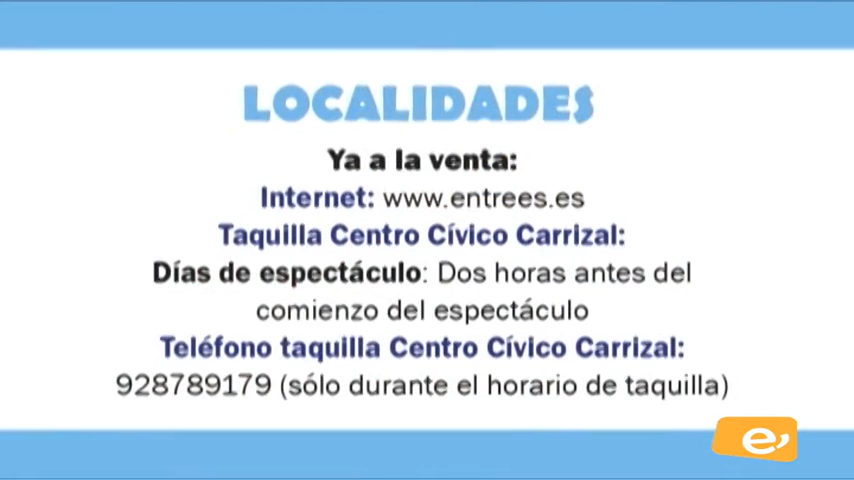 LOCALIDADES
Ya a la venta:
Internet: www.entrees.es
Taquilla Centro Cívico Carrizal:
Días de espectáculo: Dos horas antes del
comienzo del espectáculo
Teléfono taquilla Centro Cívico Carrizal:
928789179 (sólo durante el horario de taquilla)
e